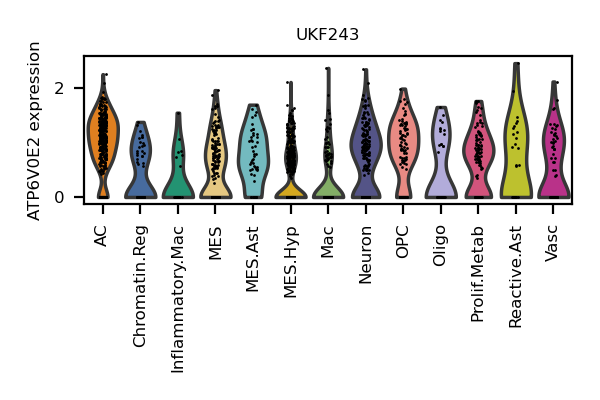 UKF243
ATP6V0E2 expression
2
0
AC
Chromatin.Reg
Inflammatory.Mac
MES
MES.Ast
MES.Hyp
Mac
Neuron
OPC
Oligo
Prolif.Metab
Reactive.Ast
Vasc